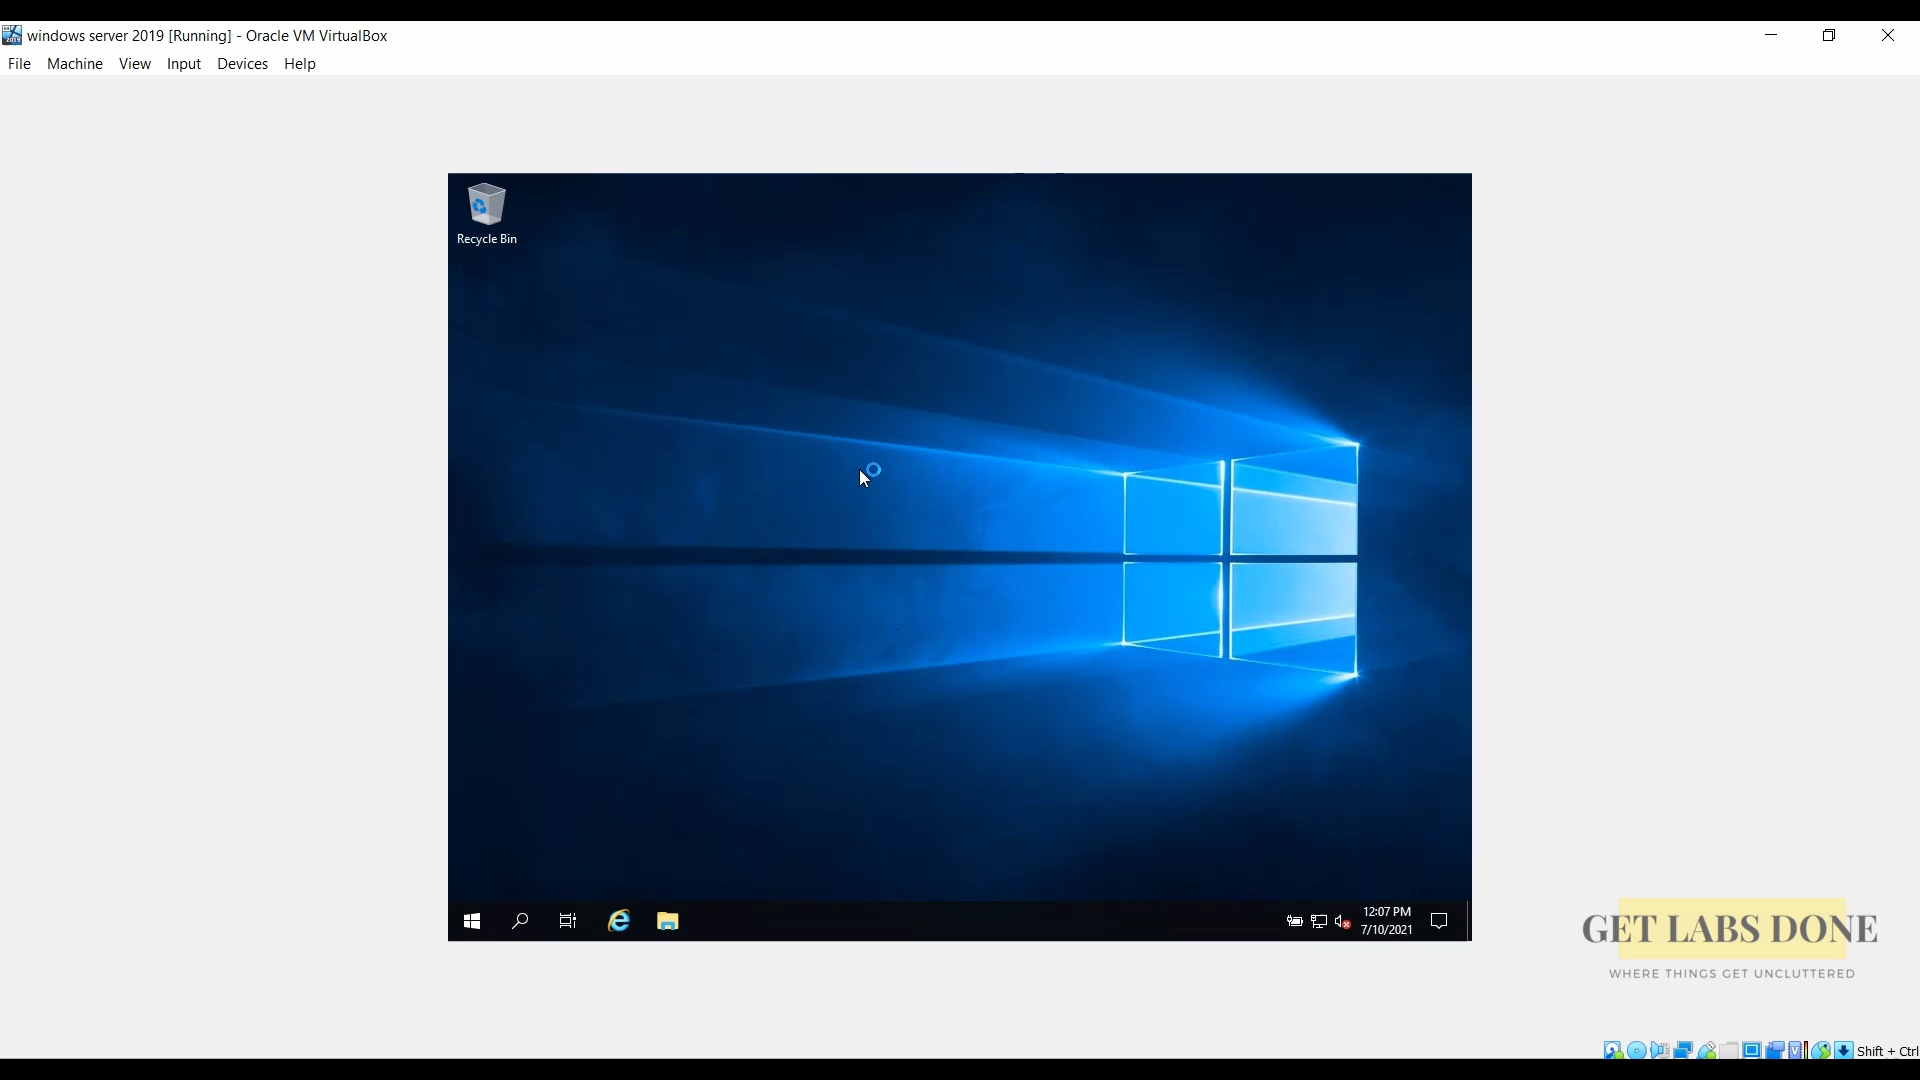 windows server 2019 [Running] - Oracle VM VirtualBox
File Machine View Input Devices Help
Recycle Bin
12:07 PM
7/10/2021
GET LABS DONE
WHERE THINGS GET UNCLUTTERED
Shift + Ctrl